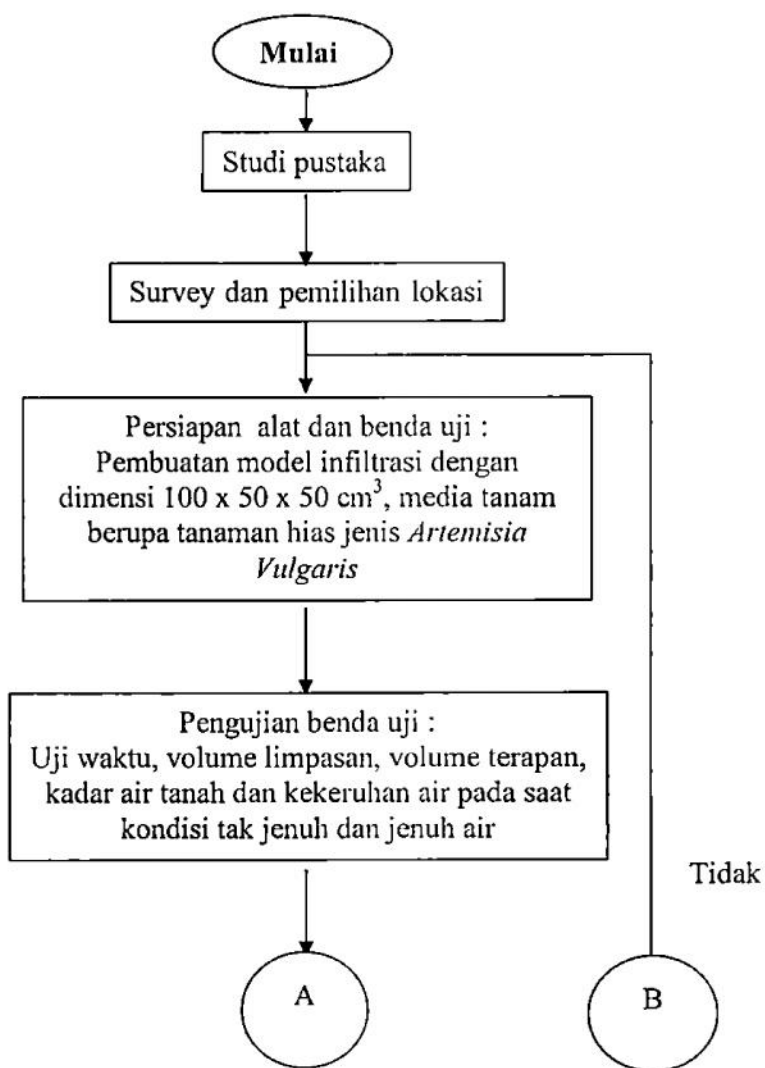 Mulai
Studi pustaka
Survey dan pemilihan lokasi
Persiapan alat dan benda uji :
Pembuatan model infiltrasi dengan
dimensi 100 x 50 x 50 cm³, media tanam
berupa tanaman hias jenis Artemisia
Vulgaris
Pengujian benda uji :
Uji waktu, volume limpasan, volume terapan,
kadar air tanah dan kekeruhan air pada saat
kondisi tak jenuh dan jenuh air
Tidak
A
B